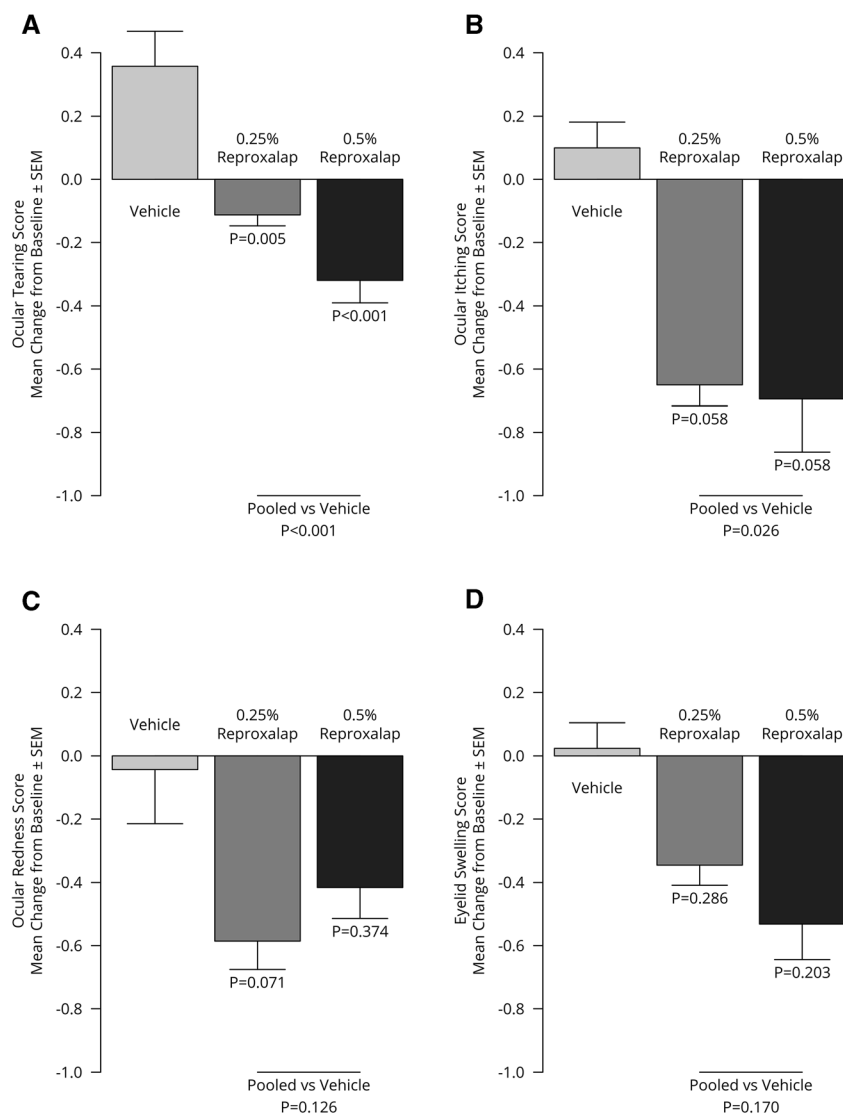 A
Ocular Tearing Score
Mean Change from Baseline ± SEM
0.4
0.2
0.0
-0.2
-0.4
-0.6
-0.8
-1.0
0.25%
Reproxalap
0.5%
Reproxalap
Vehicle
P=0.005
P<0.001
Pooled vs Vehicle
P<0.001
B
Ocular Itching Score
Mean Change from Baseline ± SEM
0.4
0.2
0.0
-0.2
-0.4
-0.6
-0.8
-1.0
0.25%
Reproxalap
0.5%
Reproxalap
Vehicle
P=0.058
P=0.058
Pooled vs Vehicle
P=0.026
C
Ocular Redness Score
Mean Change from Baseline ± SEM
0.4
0.2
0.0
-0.2
-0.4
-0.6
-0.8
-1.0
Vehicle
0.25%
Reproxalap
0.5%
Reproxalap
P=0.374
P=0.071
Pooled vs Vehicle
P=0.126
D
Eyelid Swelling Score
Mean Change from Baseline ± SEM
0.4
0.2
0.0
-0.2
-0.4
-0.6
-0.8
-1.0
0.25%
Reproxalap
0.5%
Reproxalap
Vehicle
P=0.286
P=0.203
Pooled vs Vehicle
P=0.170